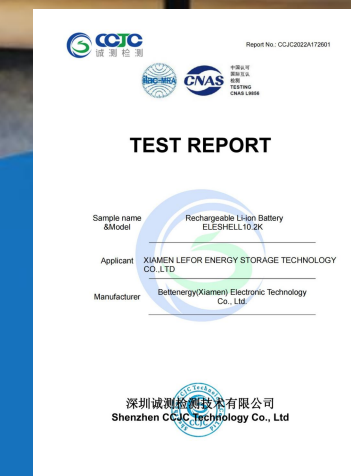 CCJC
诚 测 检 测
Report No.: CCJC2022A172601
ilac-MRA
CNAS
中国认可
国际互认
检测
TESTING
CNAS L9856
TEST REPORT
Sample name
&Model
Rechargeable Li-ion Battery
ELESHELL10.2K
Applicant
XIAMEN LEFOR ENERGY STORAGE TECHNOLOGY
CO.,LTD
Manufacturer
Bettenergy(Xiamen) Electronic Technology
Co., Ltd.
深圳诚测检测技术有限公司
Shenzhen CCJC Technology Co., Ltd
CCJC